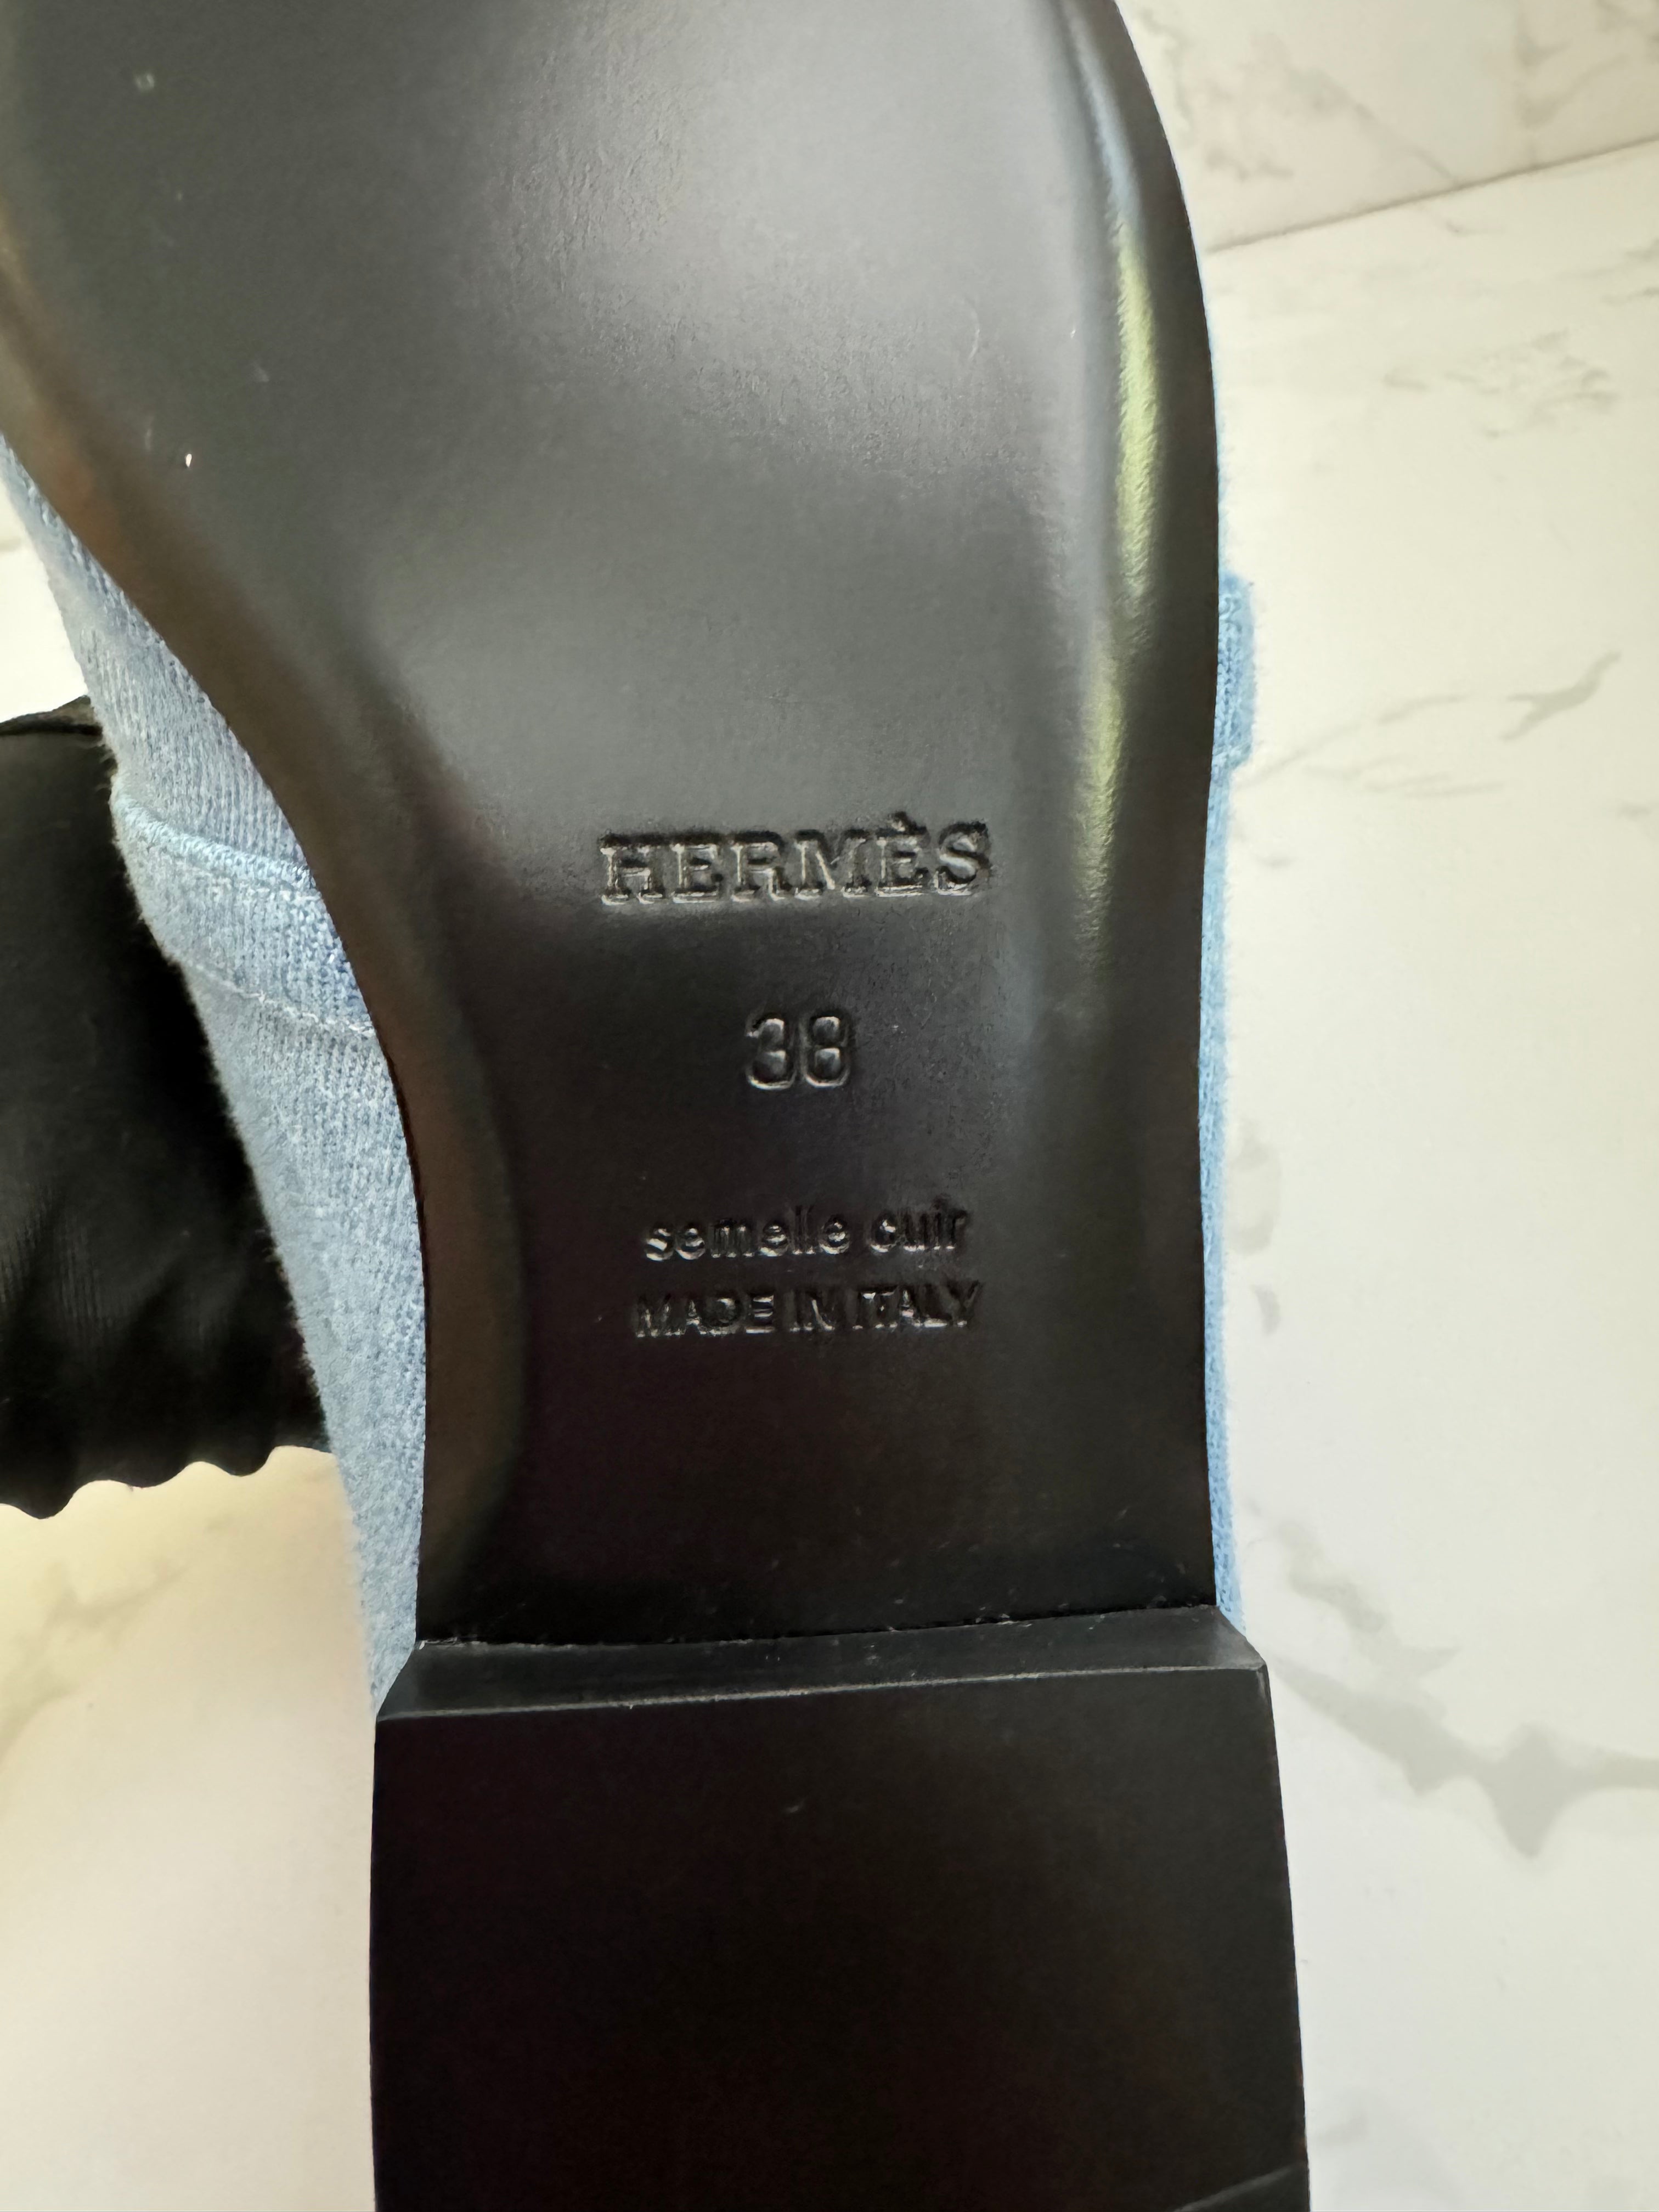 HERMÈS
38
semelle cuir
MADE IN ITALY